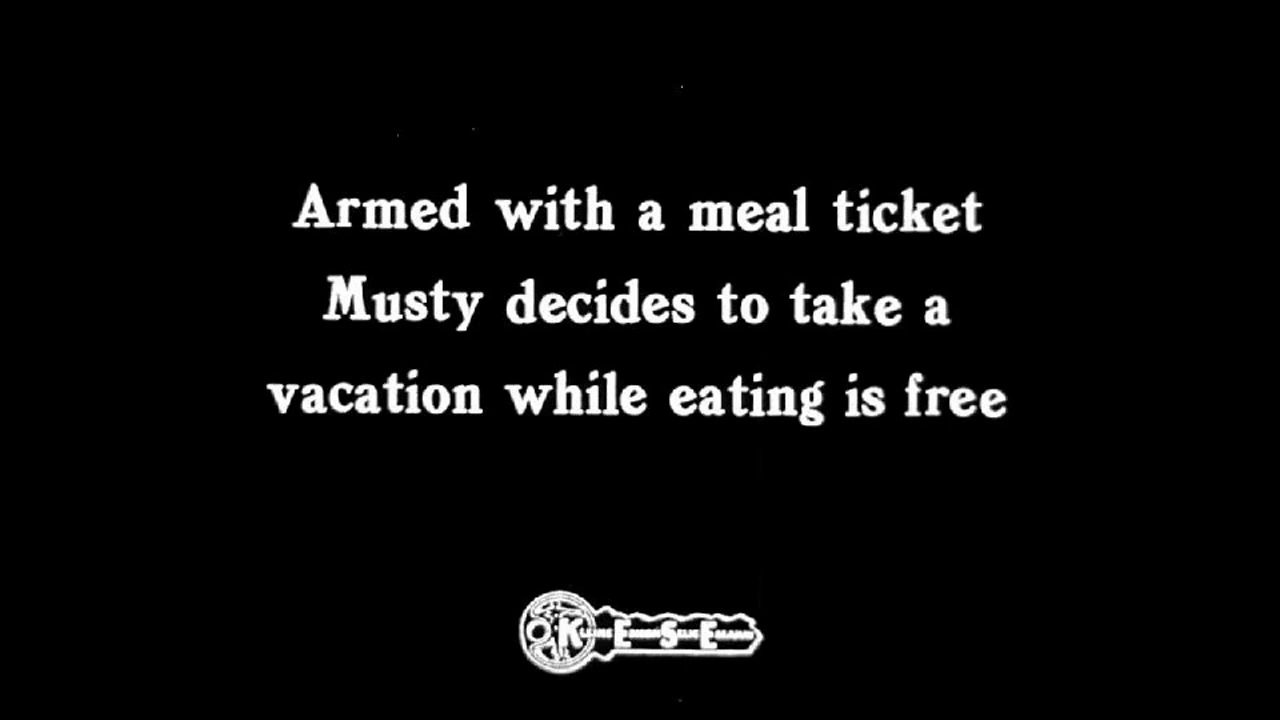 Armed with a meal ticket
Musty decides to take a
vacation while eating is free
K E S E